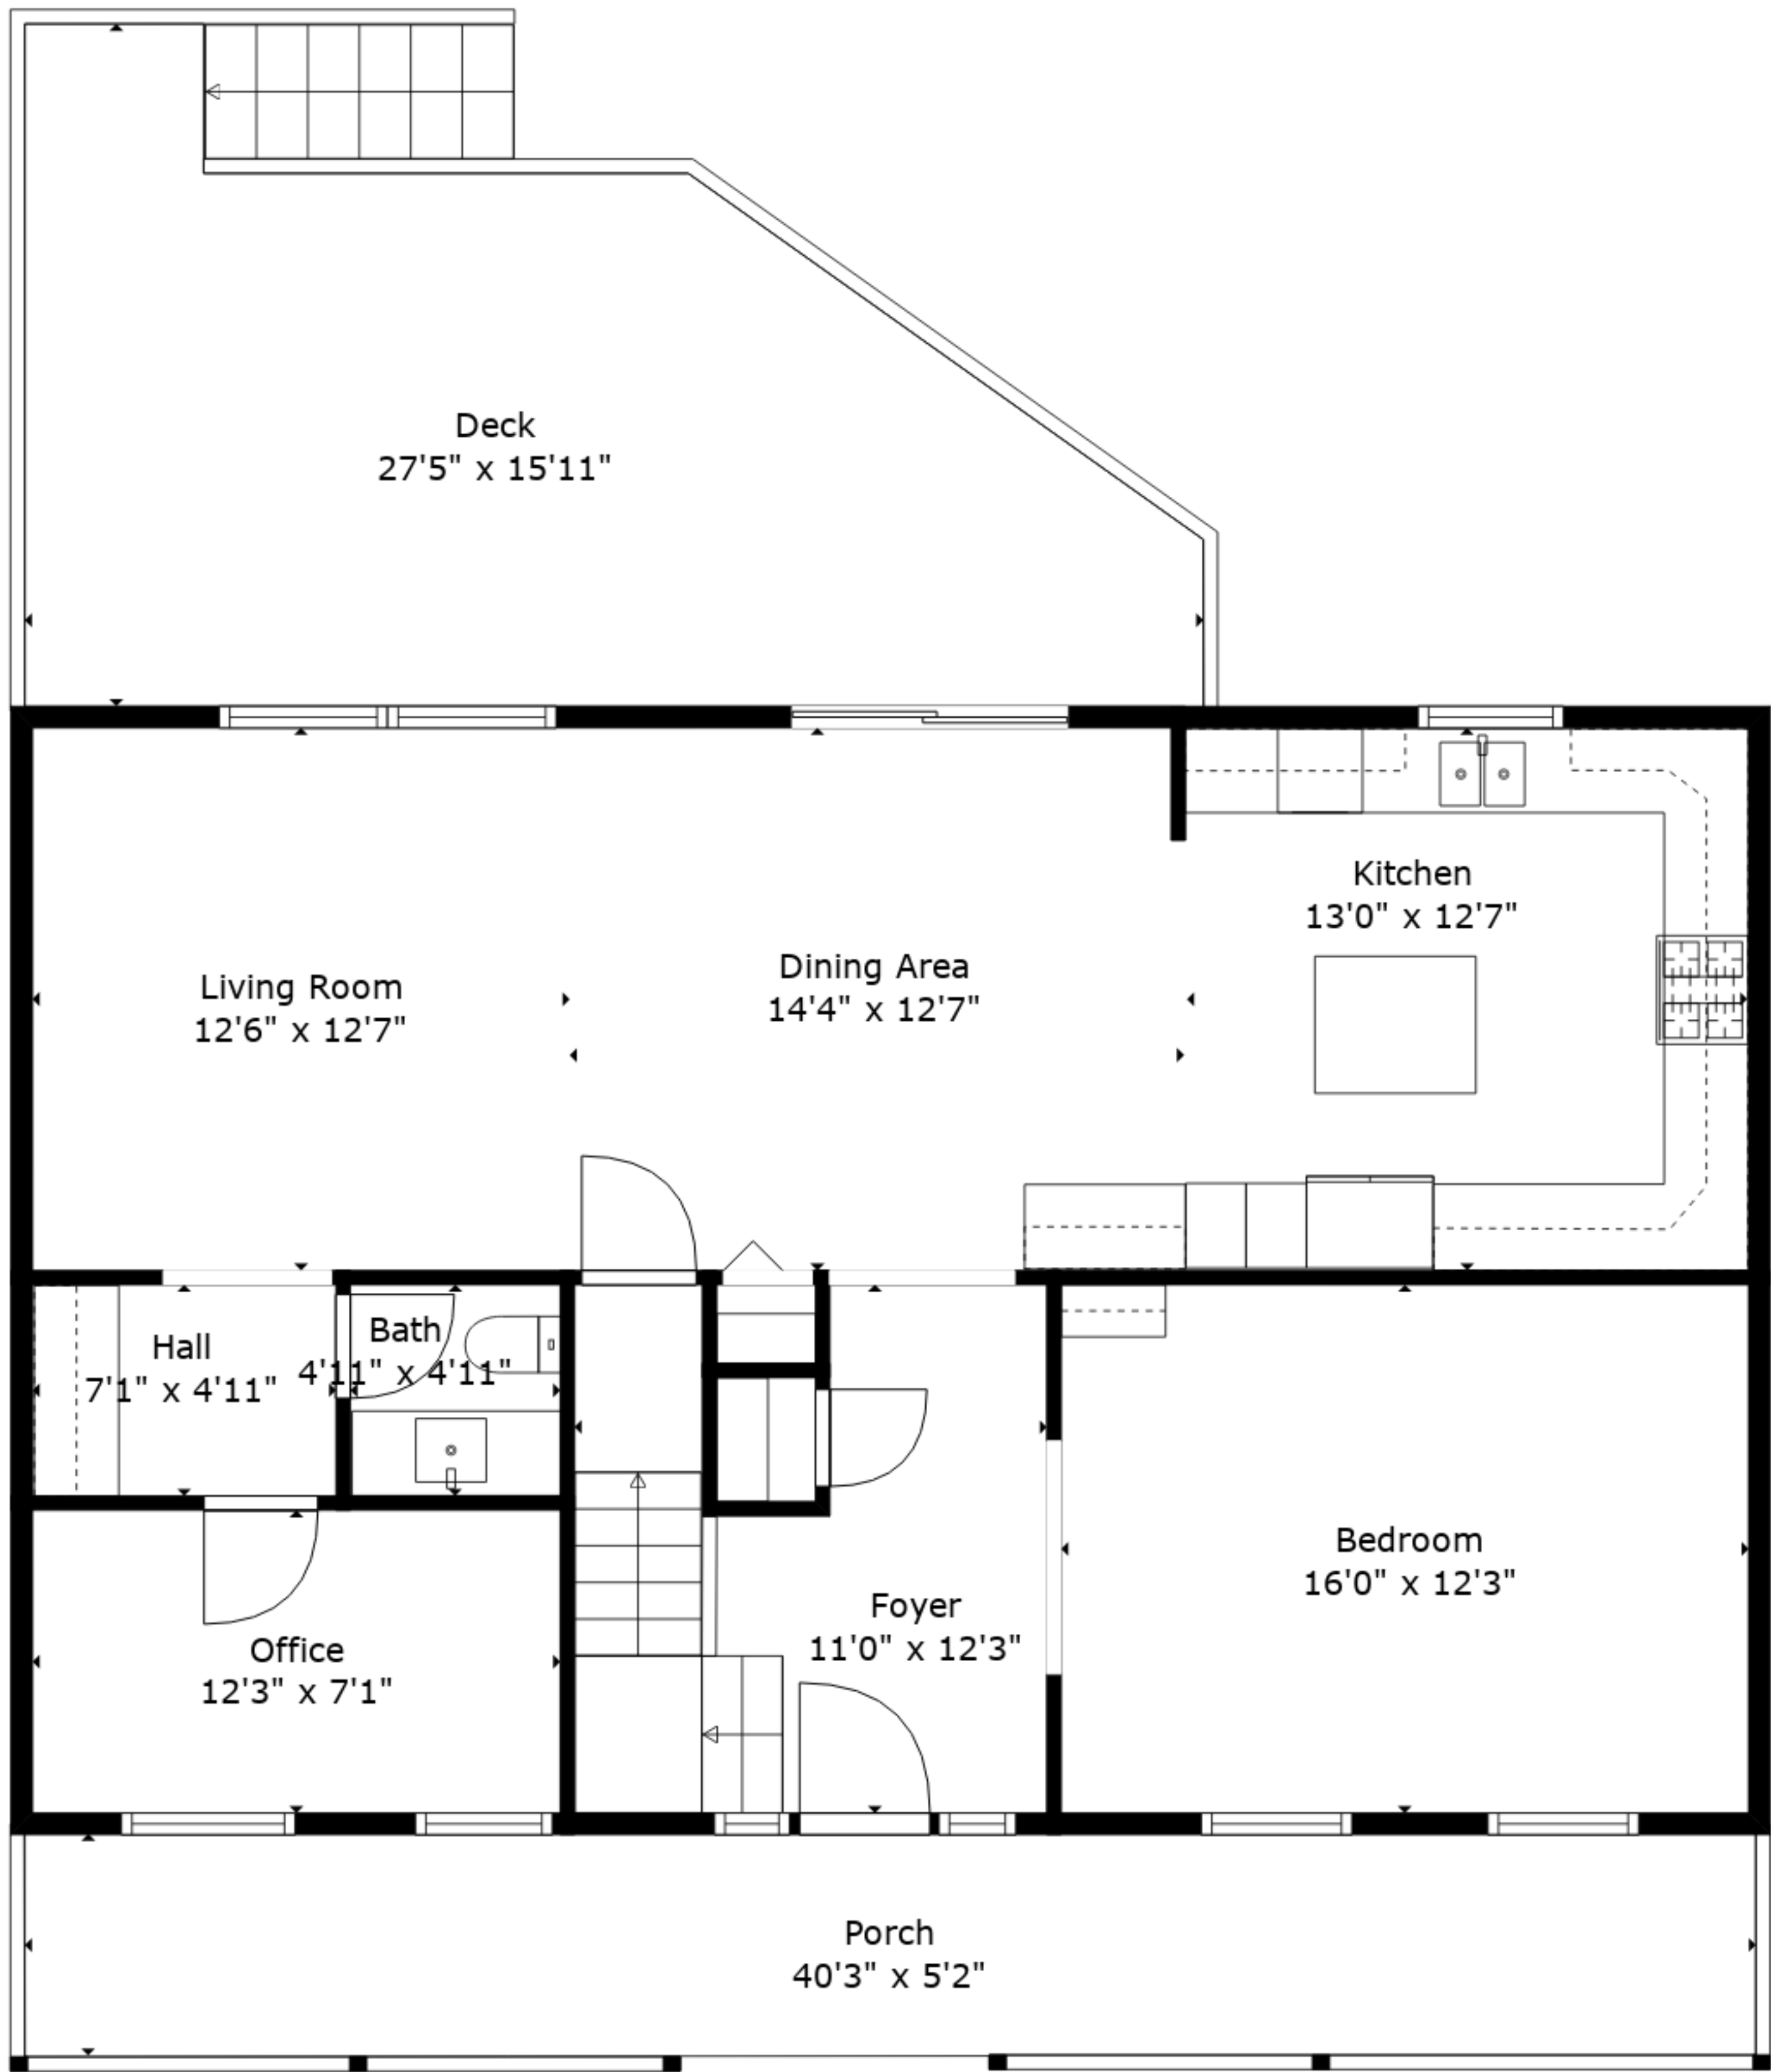 Deck
27'5" x 15'11"
Kitchen
13'0" x 12'7"
Dining Area
14'4" x 12'7"
Living Room
12'6" x 12'7"
Bath
4'11" x 4'11"
Hall
7'1" x 4'11"
Bedroom
16'0" x 12'3"
Foyer
11'0" x 12'3"
Office
12'3" x 7'1"
Porch
40'3" x 5'2"